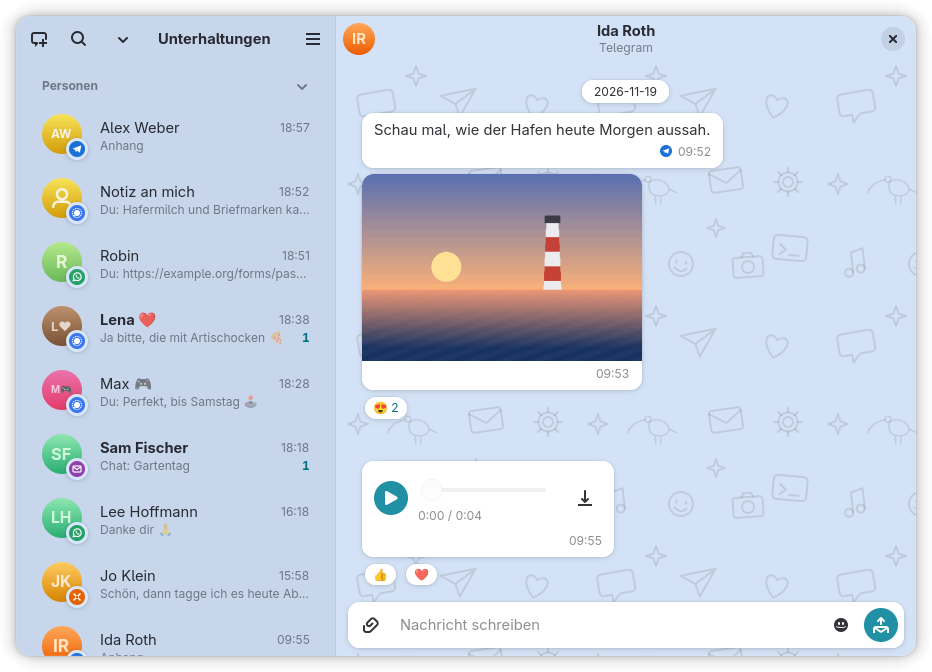 Unterhaltungen
Personen
AW
Alex Weber 18:57
Anhang
Notiz an mich 18:52
Du: Hafermilch und Briefmarken ka...
R
Robin 18:51
Du: https://example.org/forms/pas...
L❤
Lena ❤️ 18:38
Ja bitte, die mit Artischocken 🍕 1
M🎮
Max 🎮 18:28
Du: Perfekt, bis Samstag 🕹️
SF
Sam Fischer 18:18
Chat: Gartentag 1
LH
Lee Hoffmann 16:18
Danke dir 🙏
JK
Jo Klein 15:58
Schön, dann tagge ich es heute Ab...
IR
Ida Roth 09:55
Anhang
IR
Ida Roth
Telegram
2026-11-19
Schau mal, wie der Hafen heute Morgen aussah.
09:52
09:53
😍 2
0:00 / 0:04
09:55
👍 ❤️
Nachricht schreiben